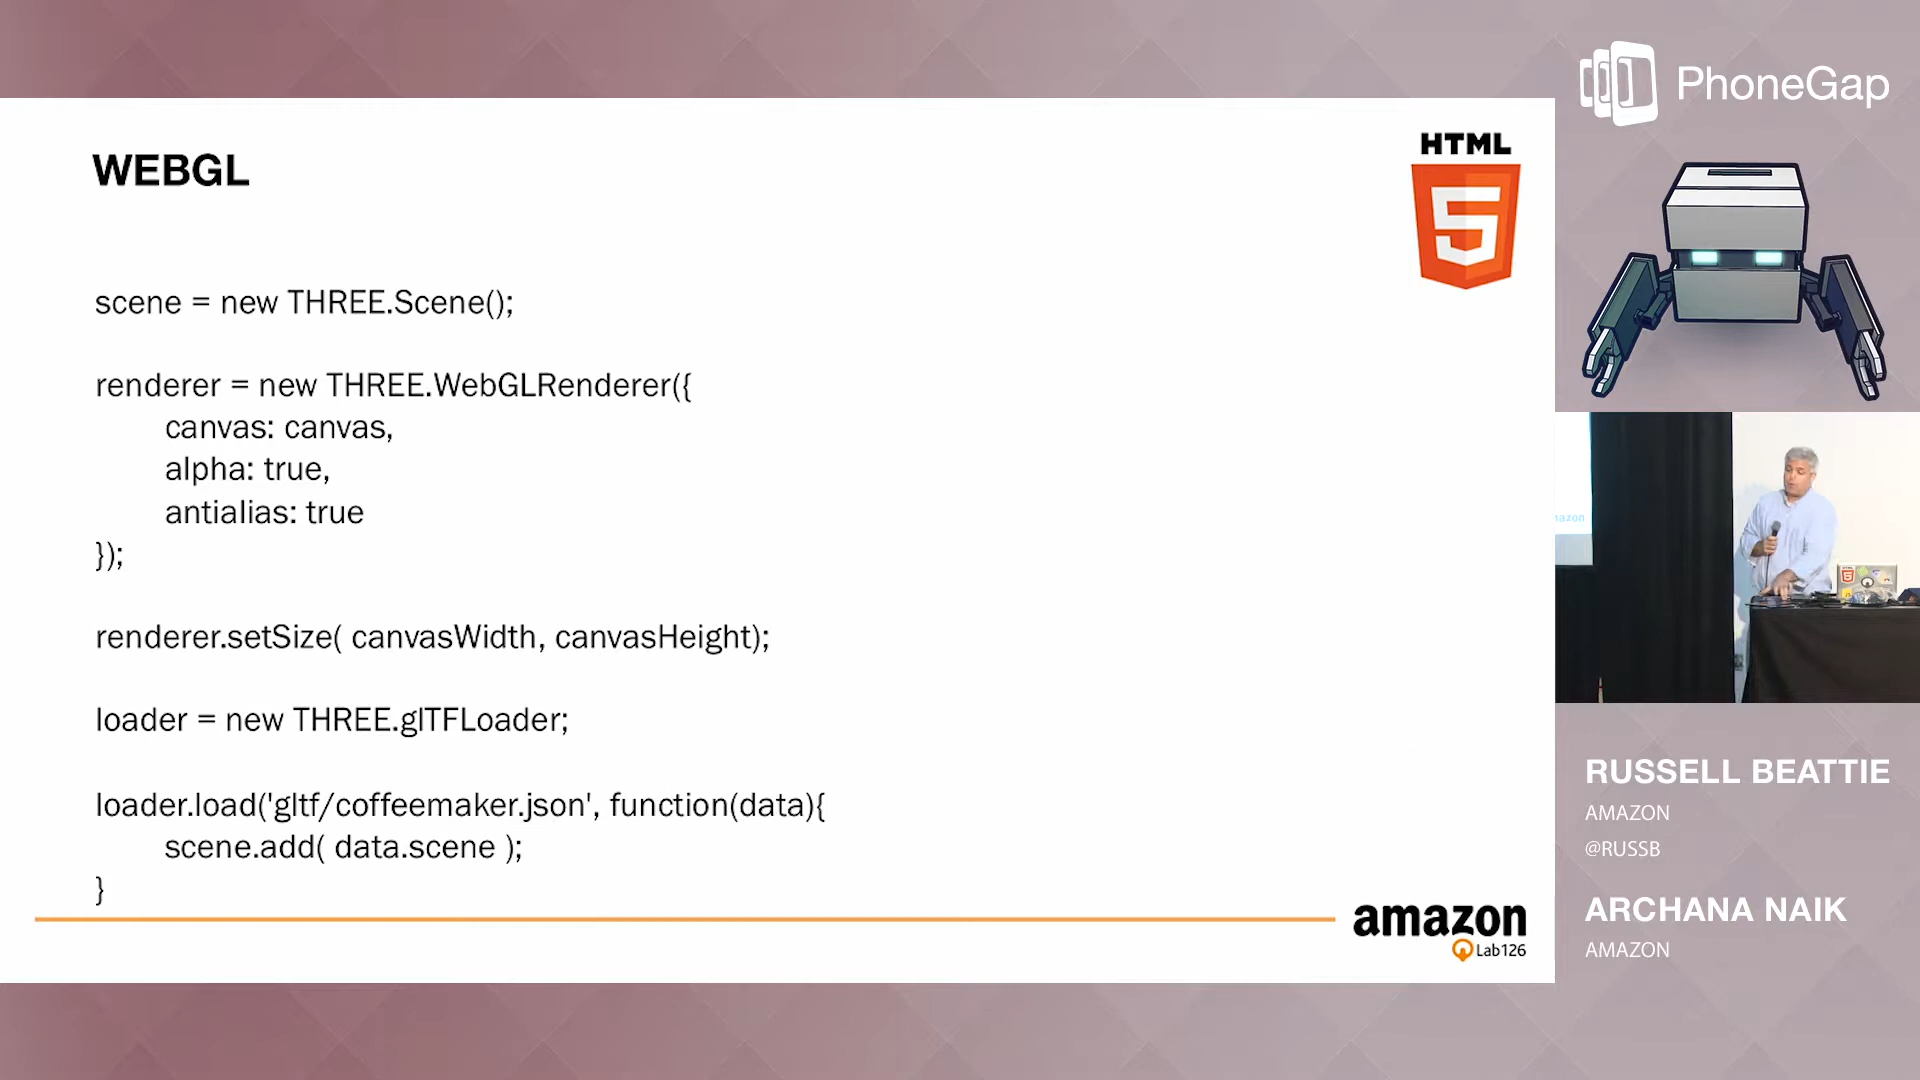 PhoneGap
WEBGL
HTML
5
scene = new THREE.Scene();
renderer = new THREE.WebGLRenderer({
canvas: canvas,
alpha: true,
antialias: true
});
renderer.setSize( canvasWidth, canvasHeight);
loader = new THREE.glTFLoader;
loader.load('gltf/coffeemaker.json', function(data){
scene.add( data.scene );
}
amazon
Lab126
HTML
RUSSELL BEATTIE
AMAZON
@RUSSB
ARCHANA NAIK
AMAZON